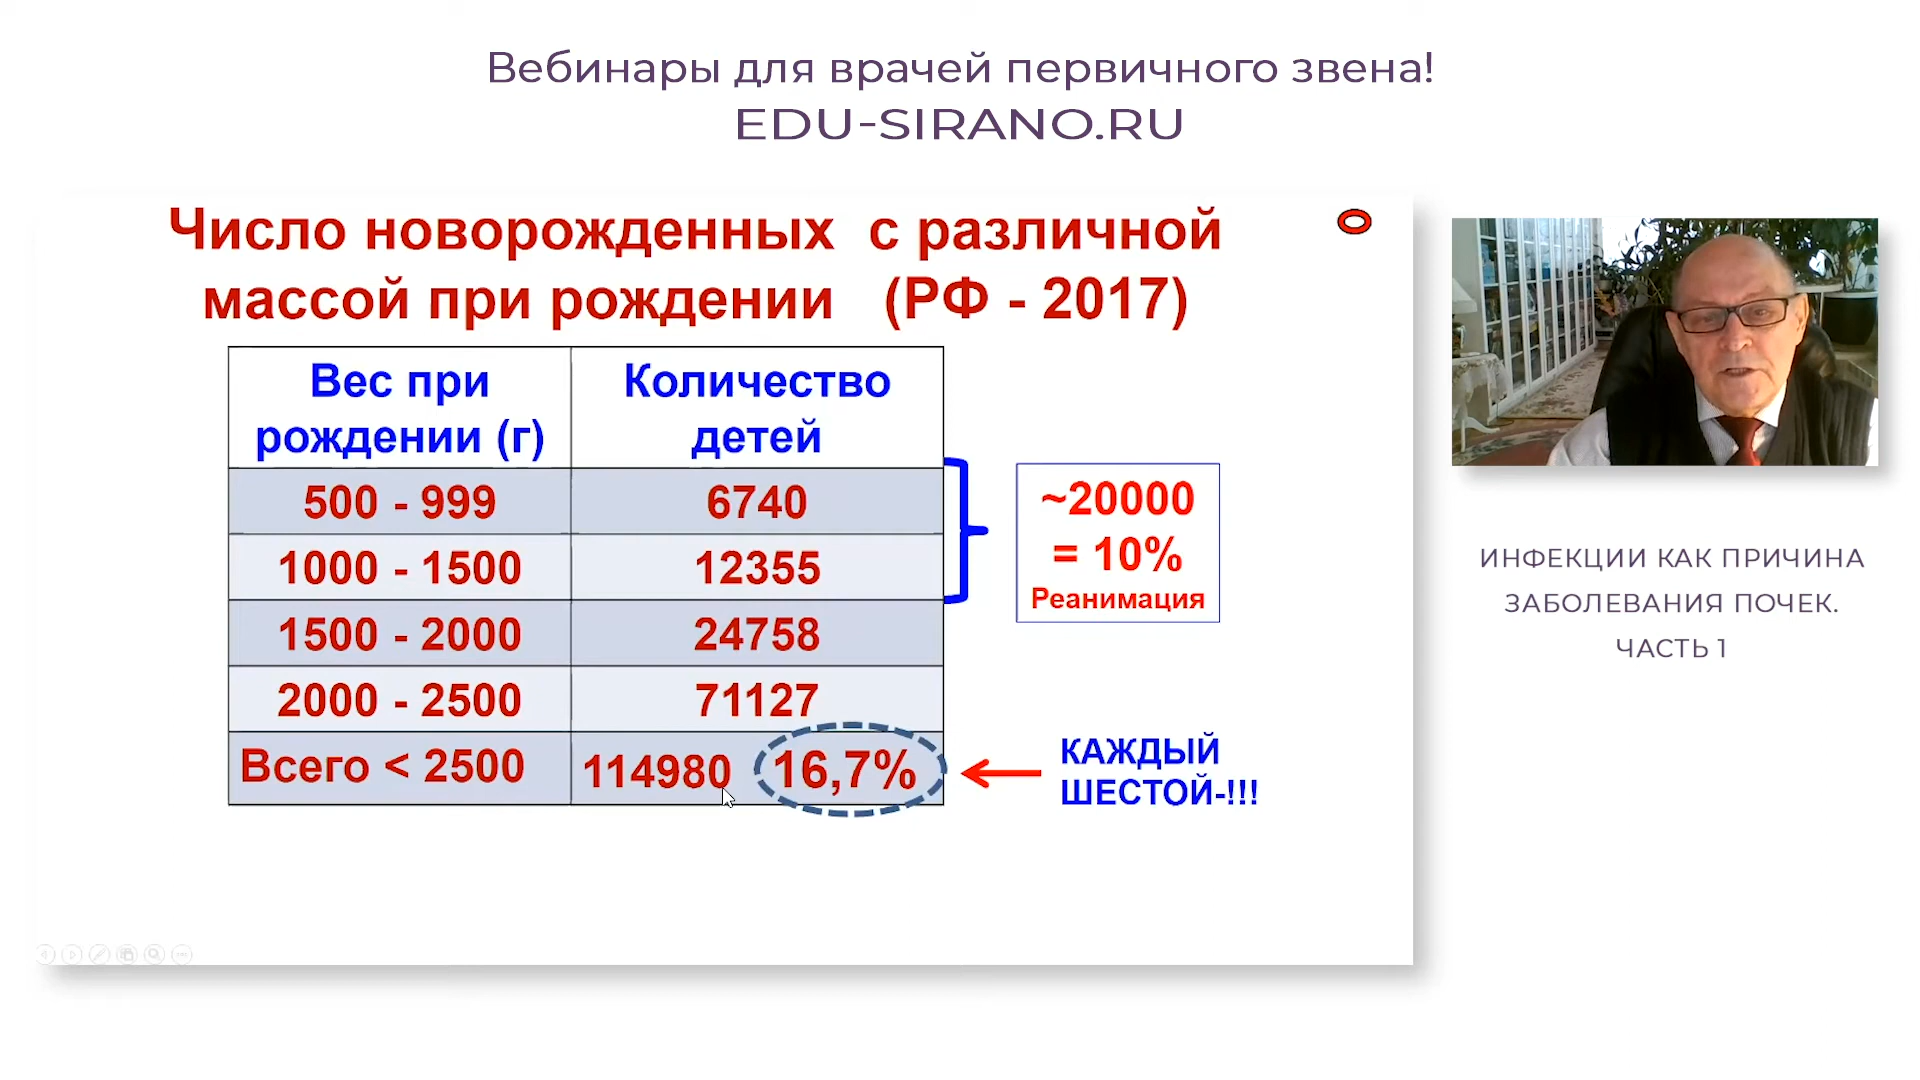 Вебинары для врачей первичного звена!
EDU-SIRANO.RU
Число новорожденных с различной
массой при рождении (РФ - 2017)
Вес при
рождении (г)
Количество
детей
500 - 999
6740
1000 - 1500
12355
1500 - 2000
24758
2000 - 2500
71127
Всего < 2500
114980 16,7%
~20000
= 10%
Реанимация
КАЖДЫЙ
ШЕСТОЙ-!!!
ИНФЕКЦИИ КАК ПРИЧИНА
ЗАБОЛЕВАНИЯ ПОЧЕК.
ЧАСТЬ 1